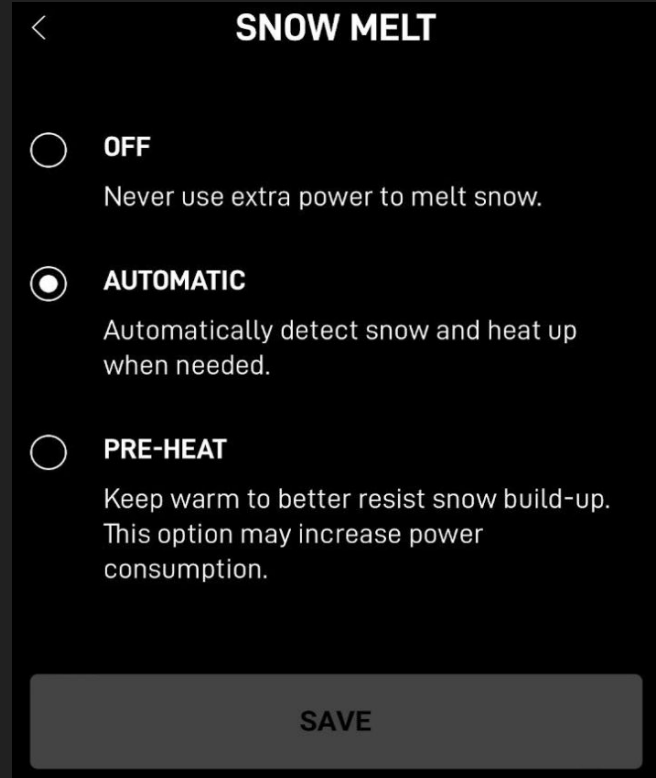 SNOW MELT
OFF
Never use extra power to melt snow.
AUTOMATIC
Automatically detect snow and heat up
when needed.
PRE-HEAT
Keep warm to better resist snow build-up.
This option may increase power
consumption.
SAVE